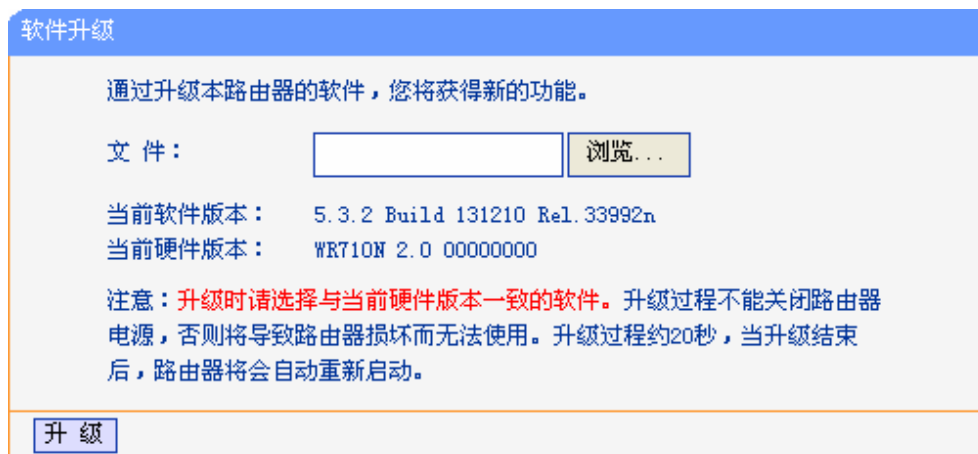 软件升级
通过升级本路由器的软件，您将获得新的功能。
文 件：
浏览...
当前软件版本： 5.3.2 Build 131210 Rel.33992n
当前硬件版本： WR710N 2.0 00000000
注意：升级时请选择与当前硬件版本一致的软件。升级过程不能关闭路由器
电源，否则将导致路由器损坏而无法使用。升级过程约20秒，当升级结束
后，路由器将会自动重新启动。
升 级